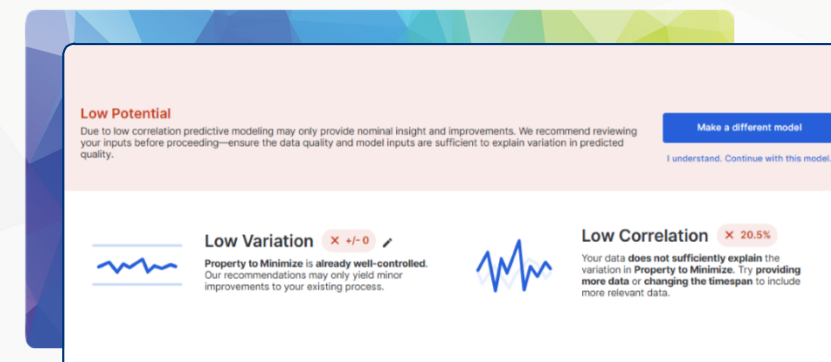 Low Potential
Due to low correlation predictive modeling may only provide nominal insight and improvements. We recommend reviewing
your inputs before proceeding—ensure the data quality and model inputs are sufficient to explain variation in predicted
quality.
Make a different model
I understand. Continue with this model.
Low Variation × +/- 0
Property to Minimize is already well-controlled.
Our recommendations may only yield minor
improvements to your existing process.
Low Correlation × 20.5%
Your data does not sufficiently explain the
variation in Property to Minimize. Try providing
more data or changing the timespan to include
more relevant data.